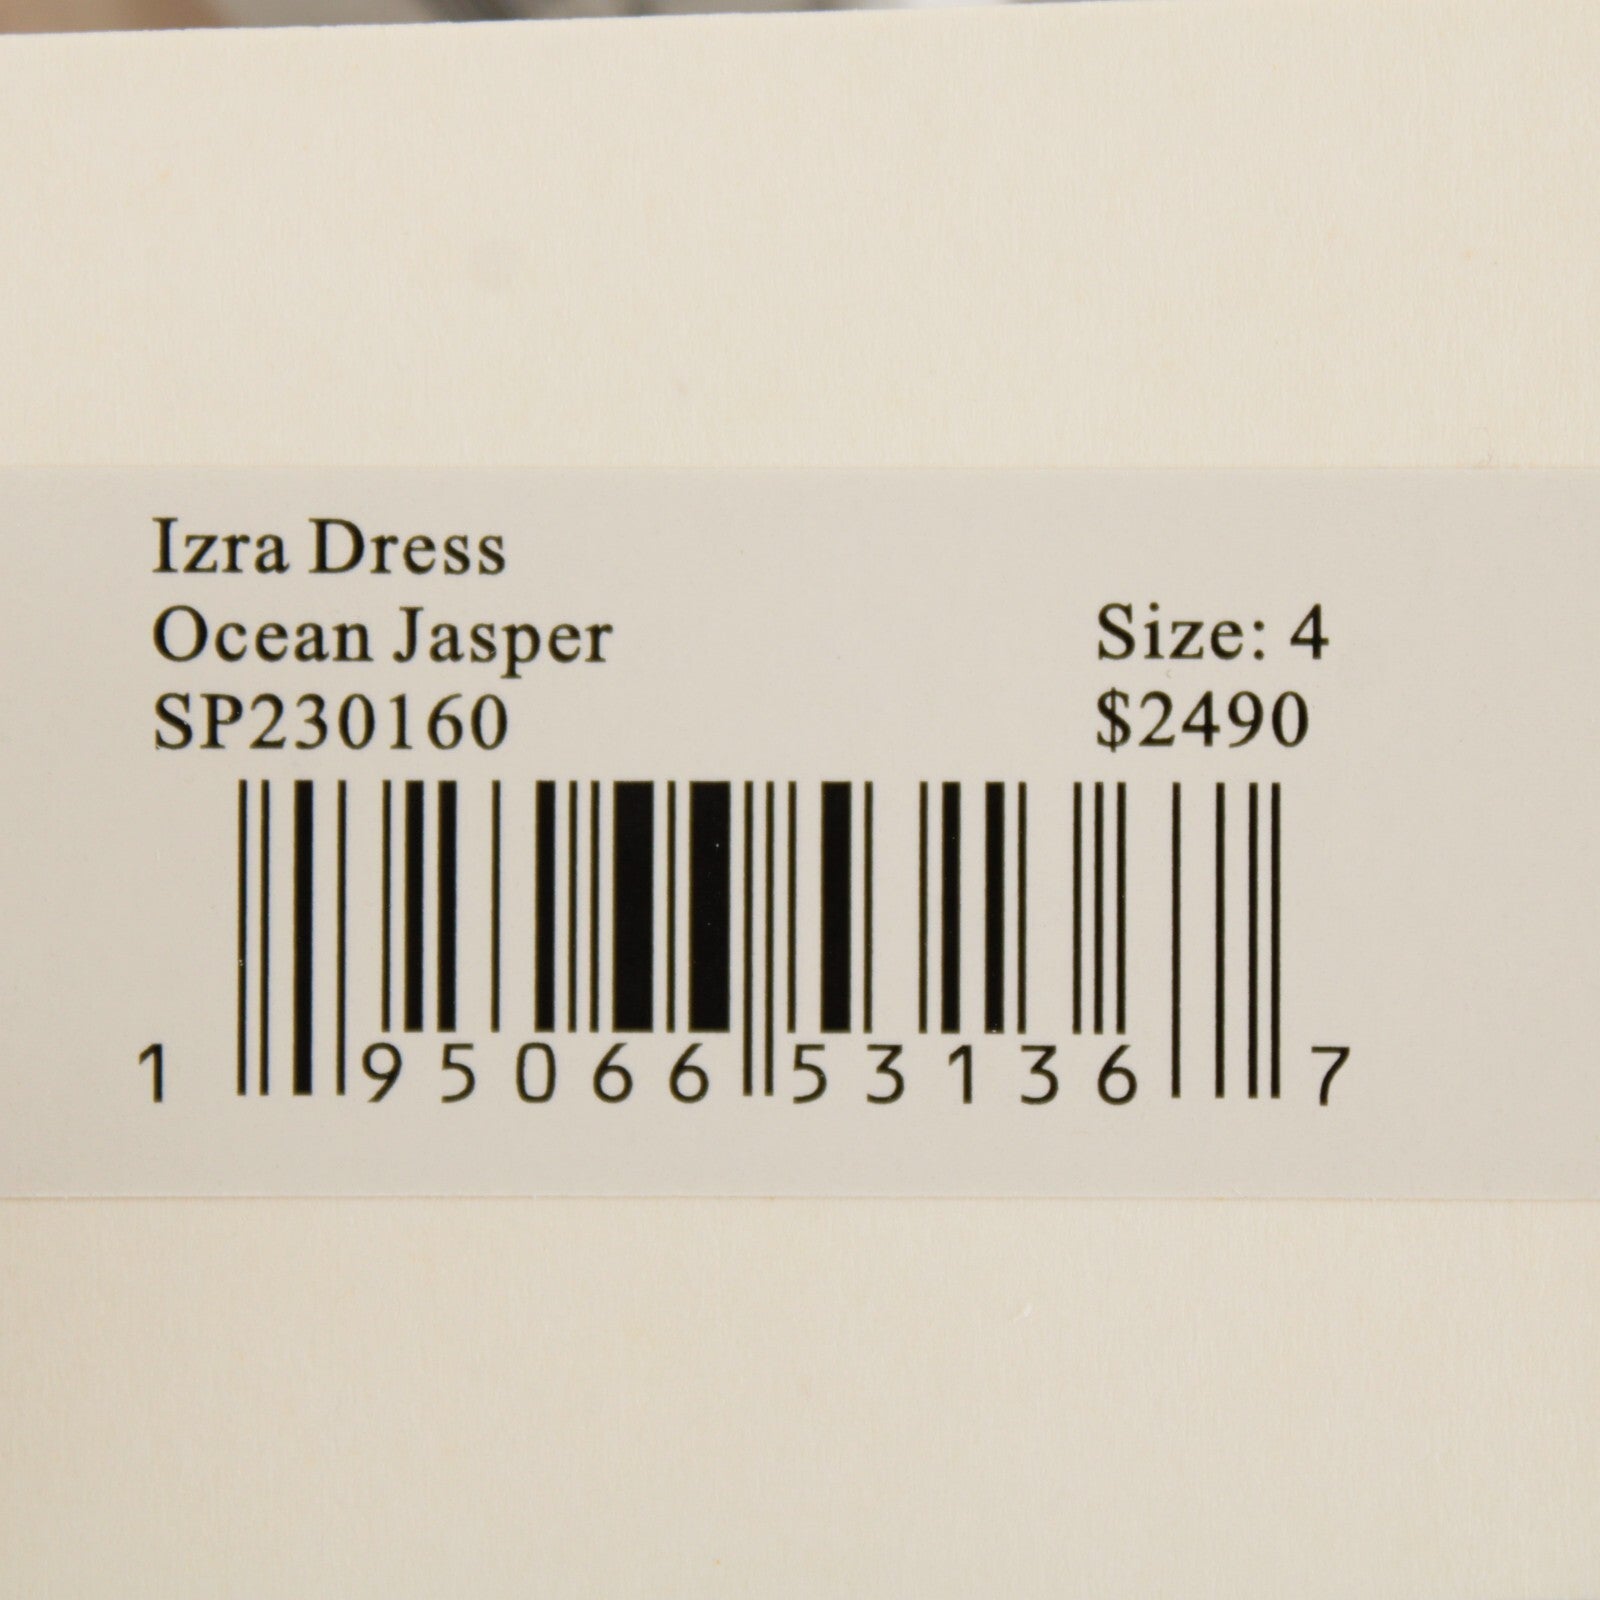 Izra Dress
Ocean Jasper Size: 4
SP230160 $2490
1 95066 53136 7